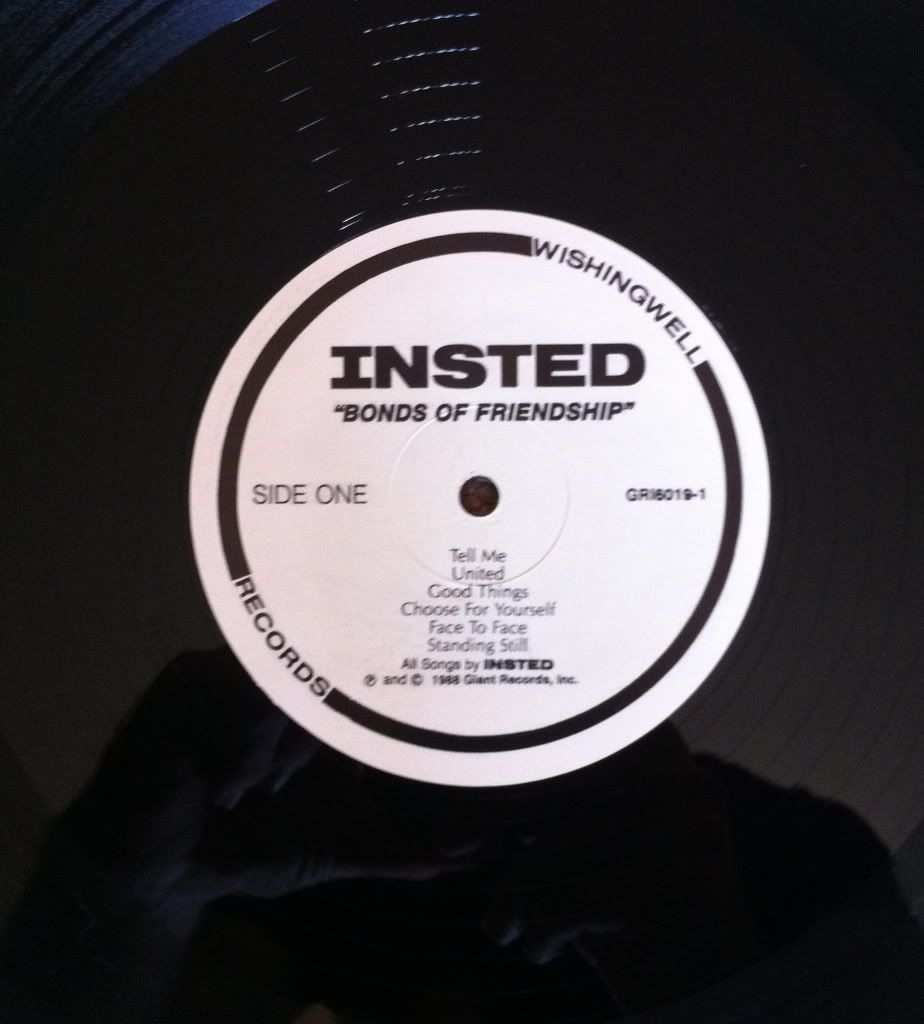 WISHINGWELL
INSTED
"BONDS OF FRIENDSHIP"
SIDE ONE
GRI6019-1
Tell Me
United
Good Things
Choose For Yourself
Face To Face
Standing Still
All Songs by INSTED
℗ and © 1988 Giant Records, Inc.
RECORDS